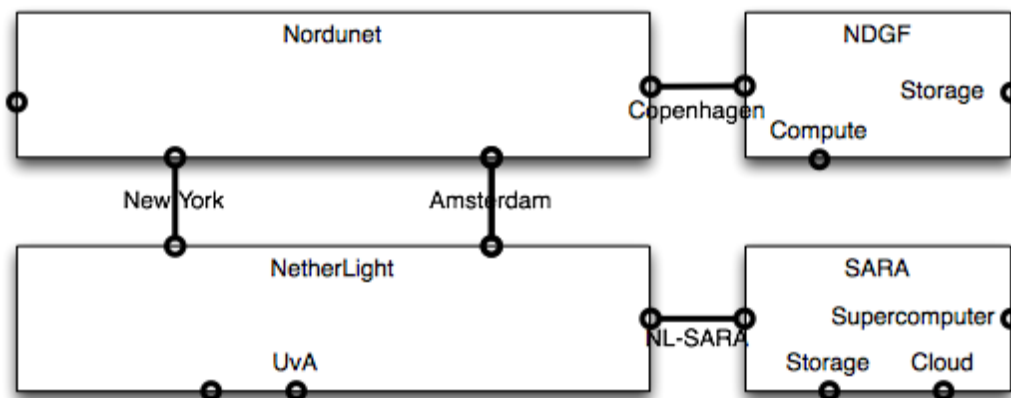 Nordunet
NDGF
Storage
Copenhagen
Compute
New York
Amsterdam
NetherLight
SARA
Supercomputer
NL-SARA
UvA
Storage
Cloud